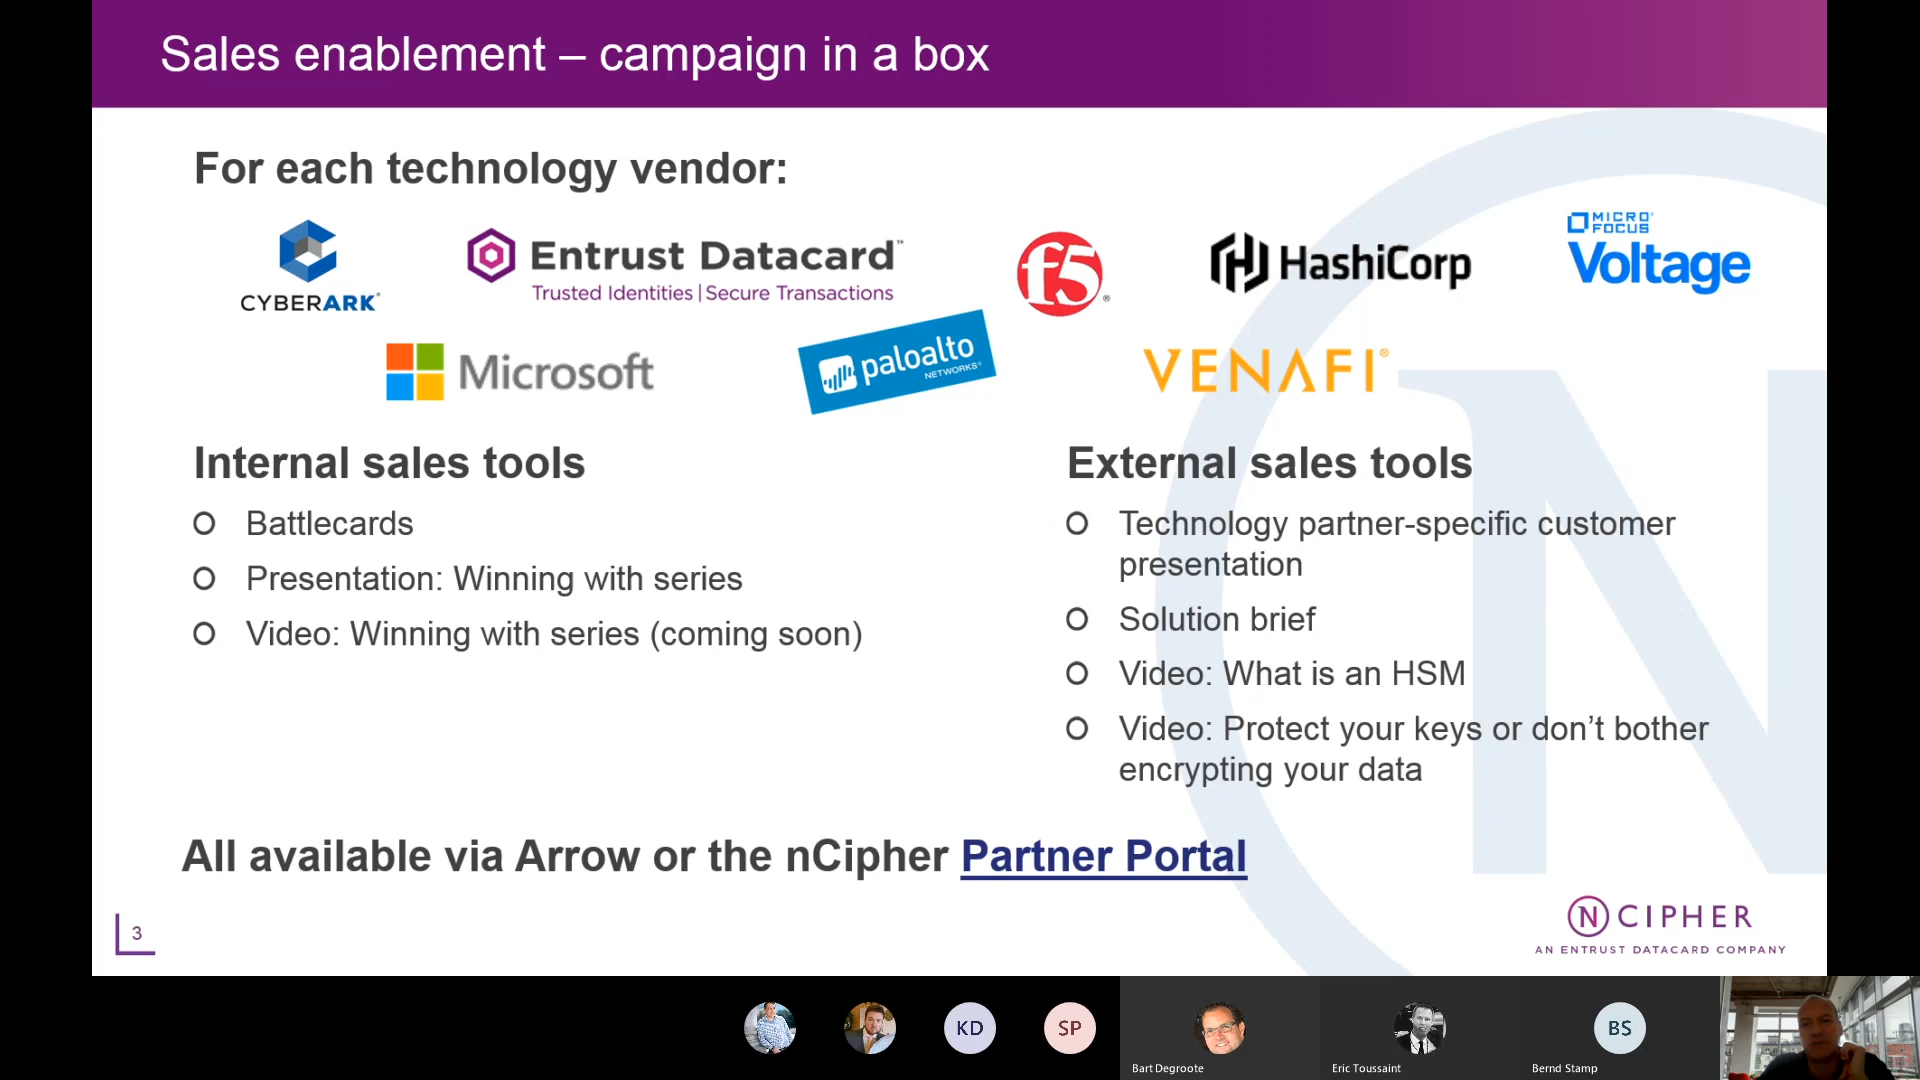 Sales enablement – campaign in a box
For each technology vendor:
CYBERARK®
Entrust Datacard™
Trusted Identities | Secure Transactions
f5®
HashiCorp
MICRO
FOCUS
Voltage
Microsoft
paloalto
NETWORKS®
VENAFI®
Internal sales tools
Battlecards
Presentation: Winning with series
Video: Winning with series (coming soon)
External sales tools
Technology partner-specific customer
presentation
Solution brief
Video: What is an HSM
Video: Protect your keys or don’t bother
encrypting your data
All available via Arrow or the nCipher Partner Portal
3
N CIPHER
AN ENTRUST DATACARD COMPANY
KD
SP
Bart Degroote
Eric Toussaint
BS
Bernd Stamp